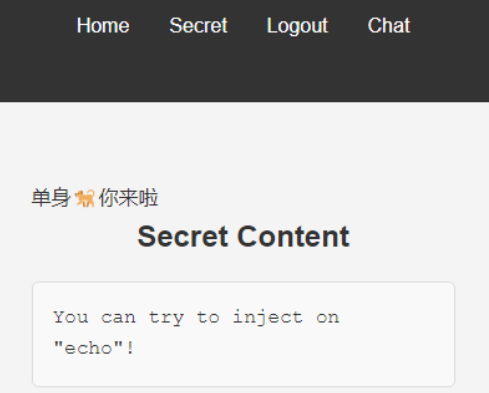 Home Secret Logout Chat
单身🐕你来啦
Secret Content
You can try to inject on
"echo"!